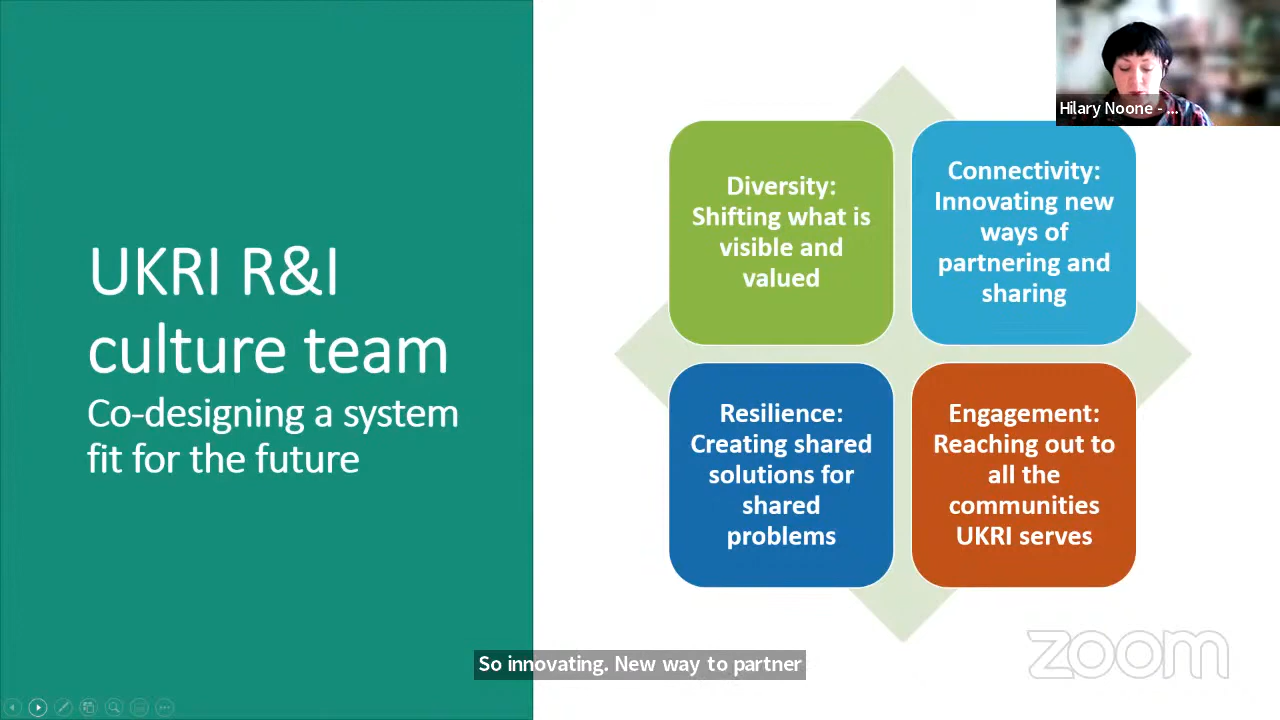 UKRI R&I
culture team
Co-designing a system
fit for the future
Diversity:
Shifting what is
visible and
valued
Connectivity:
Innovating new
ways of
partnering and
sharing
Resilience:
Creating shared
solutions for
shared
problems
Engagement:
Reaching out to
all the
communities
UKRI serves
Hilary Noone - ...
So innovating. New way to partner
zoom